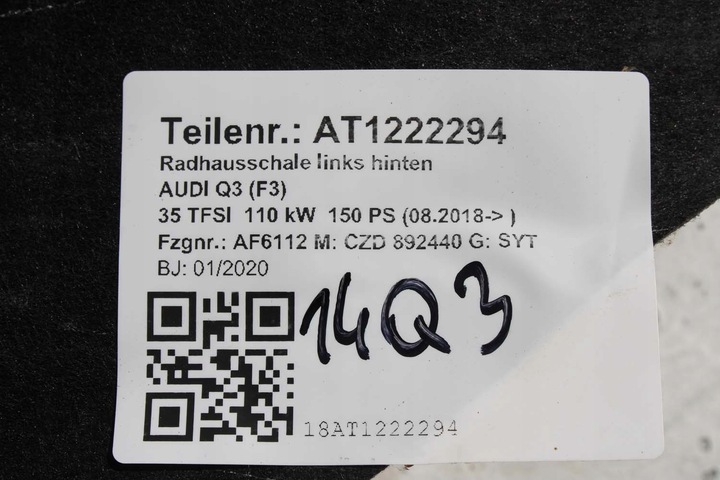 Teilenr.: AT1222294
Radhausschale links hinten
AUDI Q3 (F3)
35 TFSI 110 kW 150 PS (08.2018-> )
Fzgnr.: AF6112 M: CZD 892440 G: SYT
BJ: 01/2020
14Q3
18AT1222294